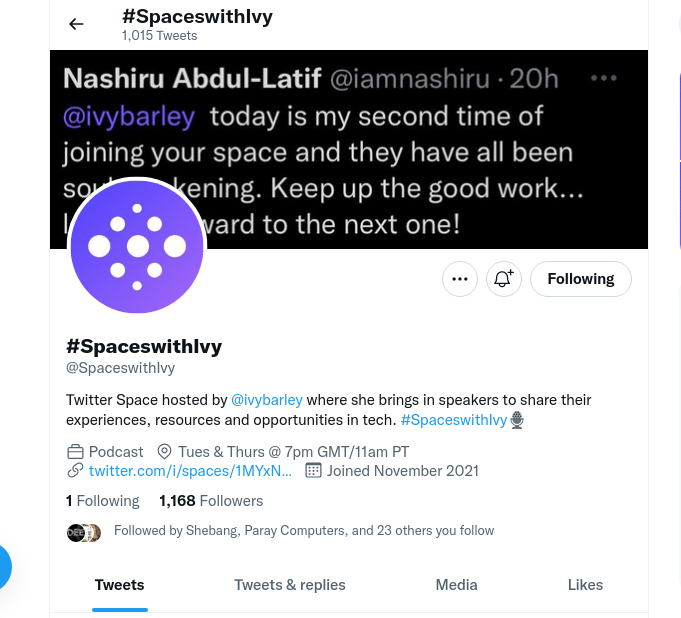 #SpaceswithIvy
1,015 Tweets
Nashiru Abdul-Latif @iamnashiru · 20h
@ivybarley today is my second time of
joining your space and they have all been
kening. Keep up the good work...
ward to the next one!
Following
#SpaceswithIvy
@SpaceswithIvy
Twitter Space hosted by @ivybarley where she brings in speakers to share their
experiences, resources and opportunities in tech. #SpaceswithIvy🎙
Podcast Tues & Thurs @ 7pm GMT/11am PT
twitter.com/i/spaces/1MYxN... Joined November 2021
1 Following 1,168 Followers
Followed by Shebang, Paray Computers, and 23 others you follow
Tweets Tweets & replies Media Likes